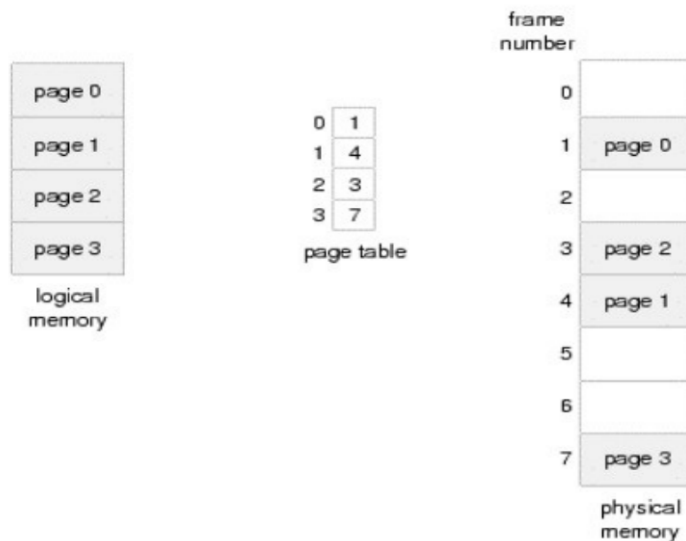 frame
number
page 0
page 1
page 2
page 3
logical
memory
0 1
1 4
2 3
3 7
page table
0
1 page 0
2
3 page 2
4 page 1
5
6
7 page 3
physical
memory